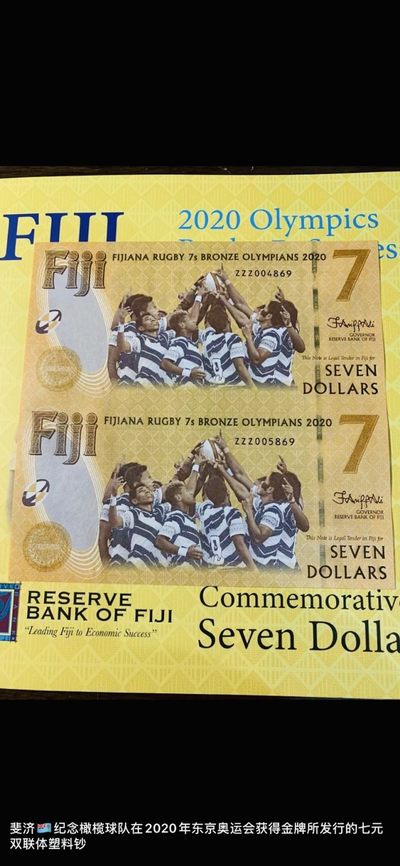 FIJI
2020 Olympics
Fiji
FIJIANA RUGBY 7s BRONZE OLYMPIANS 2020
ZZZ004869
7
GOVERNOR
RESERVE BANK OF FIJI
This Note is Legal Tender in Fiji for
SEVEN
DOLLARS
Fiji
FIJIANA RUGBY 7s BRONZE OLYMPIANS 2020
ZZZ005869
7
GOVERNOR
RESERVE BANK OF FIJI
This Note is Legal Tender in Fiji for
SEVEN
DOLLARS
9
9
RESERVE
BANK OF FIJI
"Leading Fiji to Economic Success"
Commemorativ
Seven Dolla
斐济🇫🇯纪念橄榄球队在2020年东京奥运会获得金牌所发行的七元
双联体塑料钞